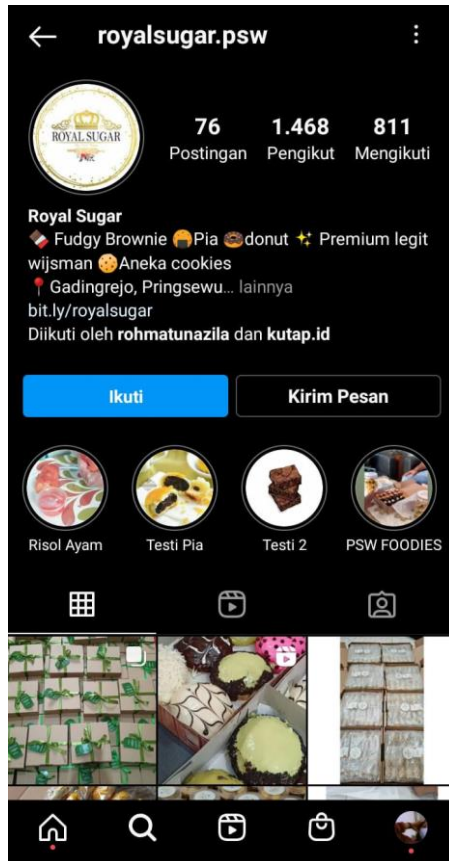 royalsugar.psw
ROYAL SUGAR
76
1.468
811
Postingan
Pengikut
Mengikuti
Royal Sugar
🍫 Fudgy Brownie 🥠Pia 🍩donut ✨ Premium legit
wijsman 🍪Aneka cookies
📍 Gadingrejo, Pringsewu... lainnya
bit.ly/royalsugar
Diikuti oleh rohmatunazila dan kutap.id
Ikuti
Kirim Pesan
Risol Ayam
Testi Pia
Testi 2
PSW FOODIES